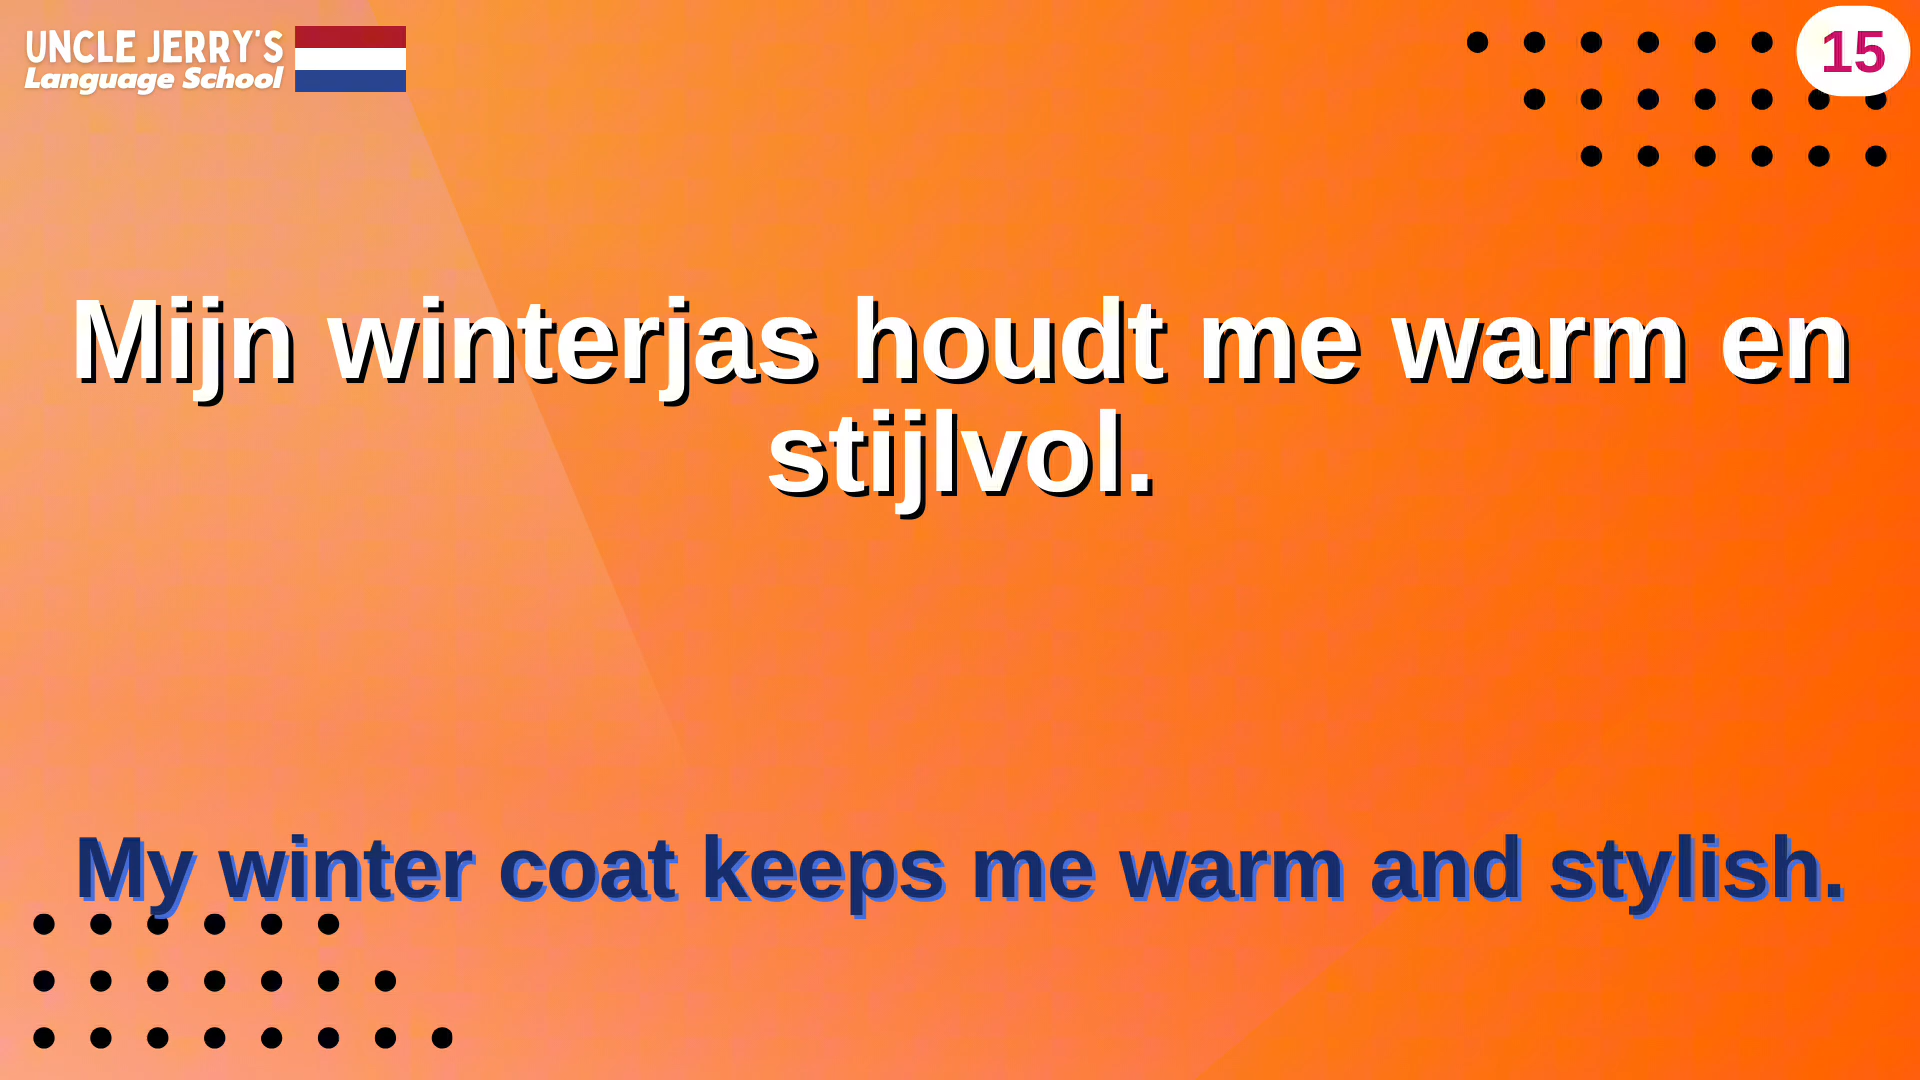 UNCLE JERRY'S
Language School
15
Mijn winterjas houdt me warm en
stijlvol.
My winter coat keeps me warm and stylish.